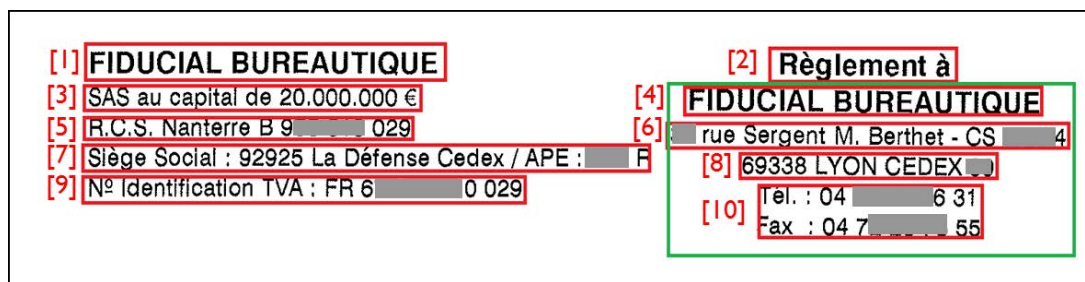 [1] FIDUCIAL BUREAUTIQUE
[3] SAS au capital de 20.000.000 €
[5] R.C.S. Nanterre B 9 029
[7] Siège Social : 92925 La Défense Cedex / APE : R
[9] Nº Identification TVA : FR 6 0 029
[2] Règlement à
[4] FIDUCIAL BUREAUTIQUE
[6] rue Sergent M. Berthet - CS 4
[8] 69338 LYON CEDEX
[10]
Tél. : 04 6 31
Fax : 04 7 55